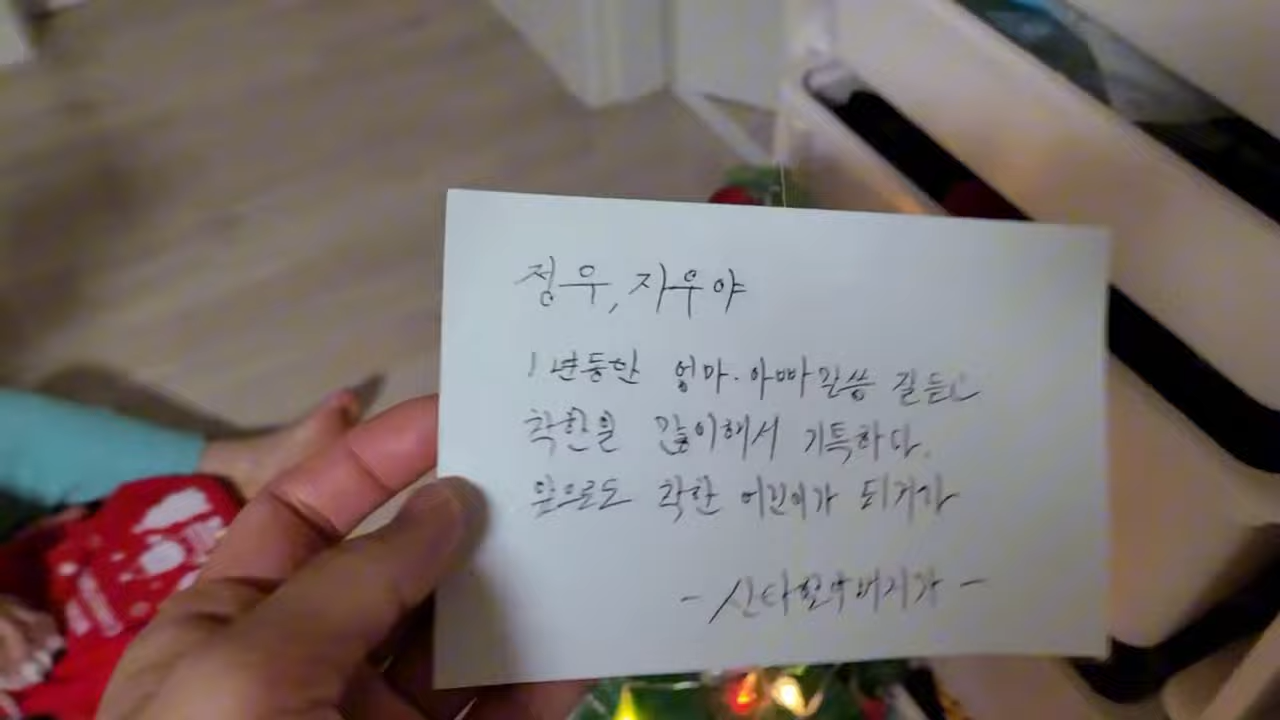 정우, 지우야
1년동안 엄마·아빠 말씀 잘듣고
착한일 많이해서 기특하다.
앞으로도 착한 어린이가 되거라
- 산타할아버지가 -